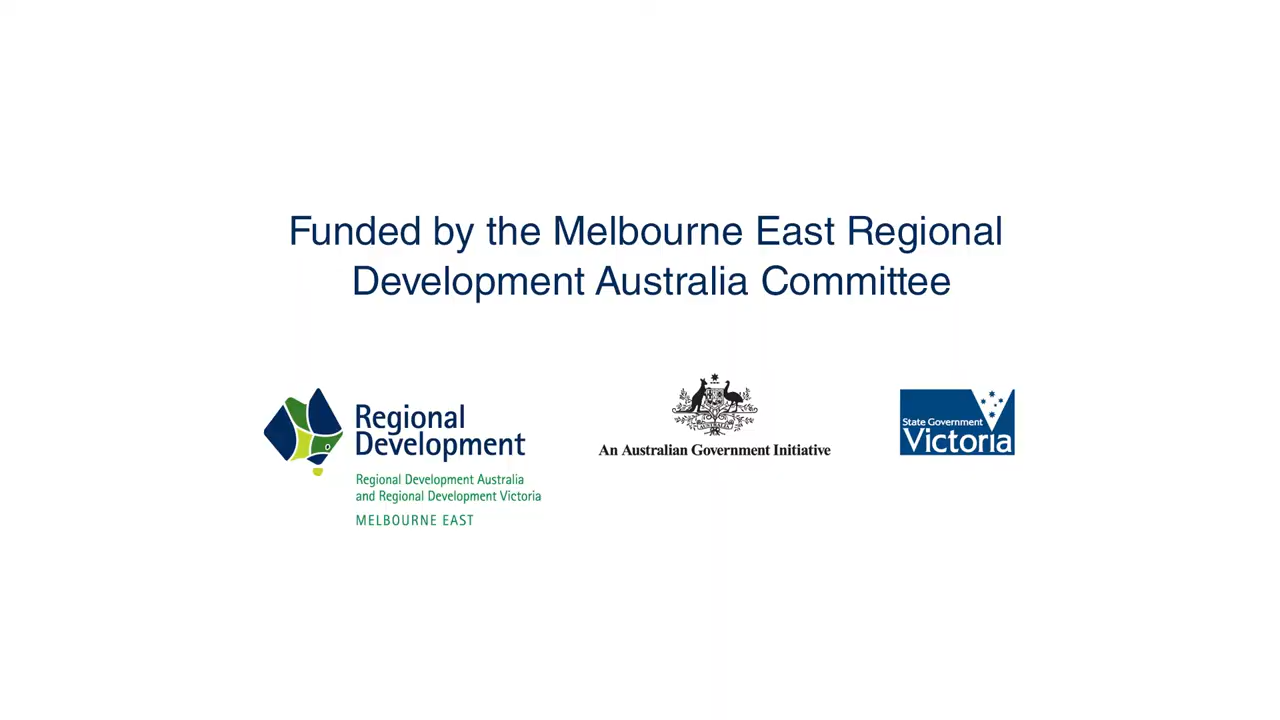 Funded by the Melbourne East Regional
Development Australia Committee
Regional
Development
Regional Development Australia
and Regional Development Victoria
MELBOURNE EAST
AUSTRALIA
An Australian Government Initiative
State Government
Victoria